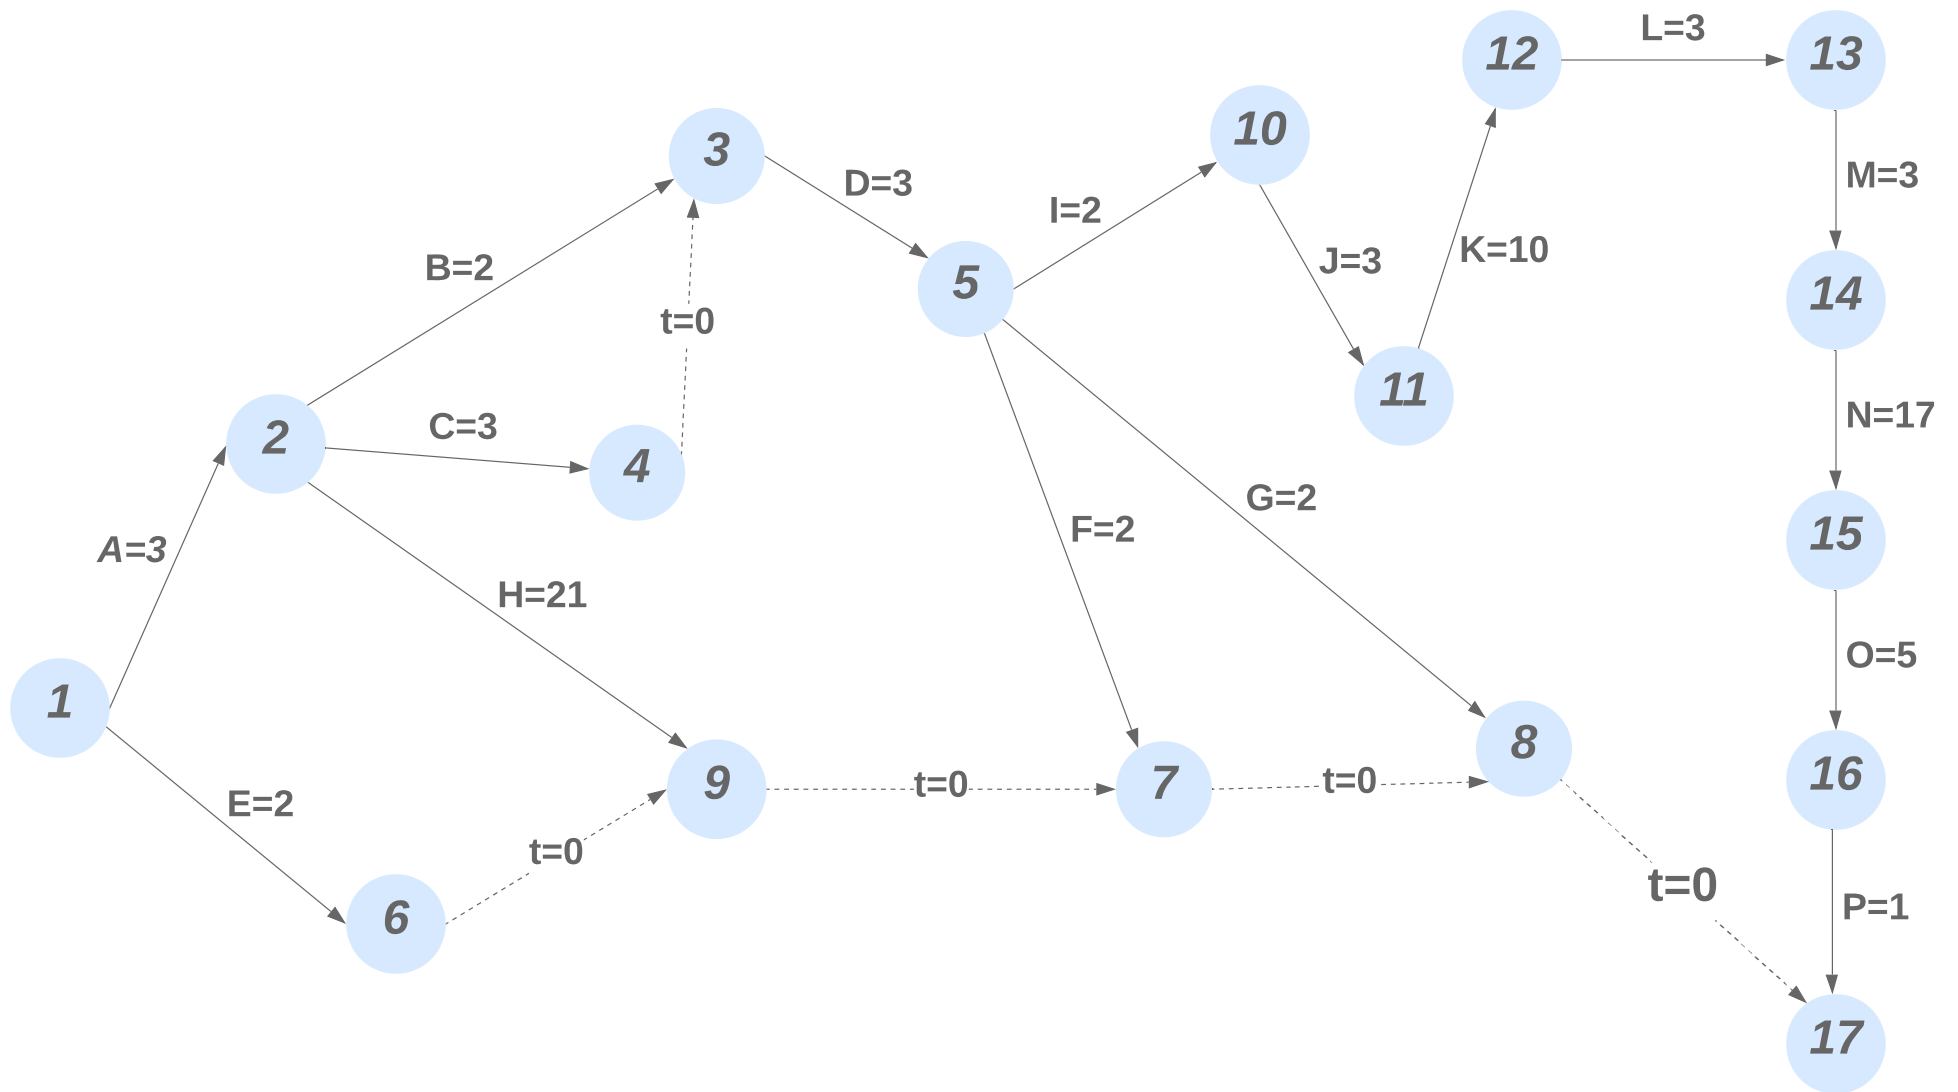 12
L=3
13
10
3
M=3
D=3
I=2
B=2
J=3
K=10
5
14
t=0
11
C=3
N=17
2
4
G=2
F=2
15
A=3
H=21
O=5
1
8
9
t=0
7
t=0
16
E=2
t=0
t=0
P=1
6
17